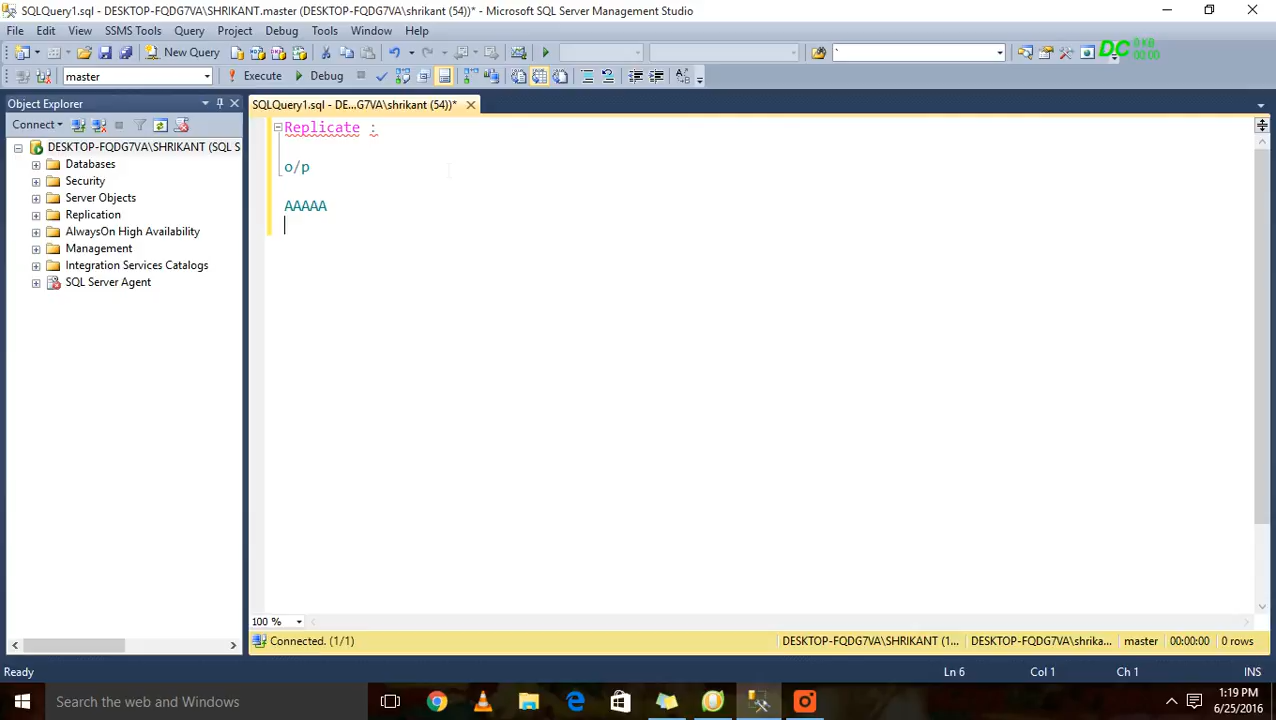 SQLQuery1.sql - DESKTOP-FQDG7VA\SHRIKANT.master (DESKTOP-FQDG7VA\shrikant (54))* - Microsoft SQL Server Management Studio
File Edit View SSMS Tools Query Project Debug Tools Window Help
New Query ` DC 0 KB 02:00
master Execute Debug
Object Explorer
SQLQuery1.sql - DE...G7VA\shrikant (54))*
Connect
DESKTOP-FQDG7VA\SHRIKANT (SQL S
Databases
Security
Server Objects
Replication
AlwaysOn High Availability
Management
Integration Services Catalogs
SQL Server Agent
Replicate :
o/p
AAAAA
100 %
Connected. (1/1) DESKTOP-FQDG7VA\SHRIKANT (1... DESKTOP-FQDG7VA\shrika... master 00:00:00 0 rows
Ready Ln 6 Col 1 Ch 1 INS
Search the web and Windows
1:19 PM
6/25/2016